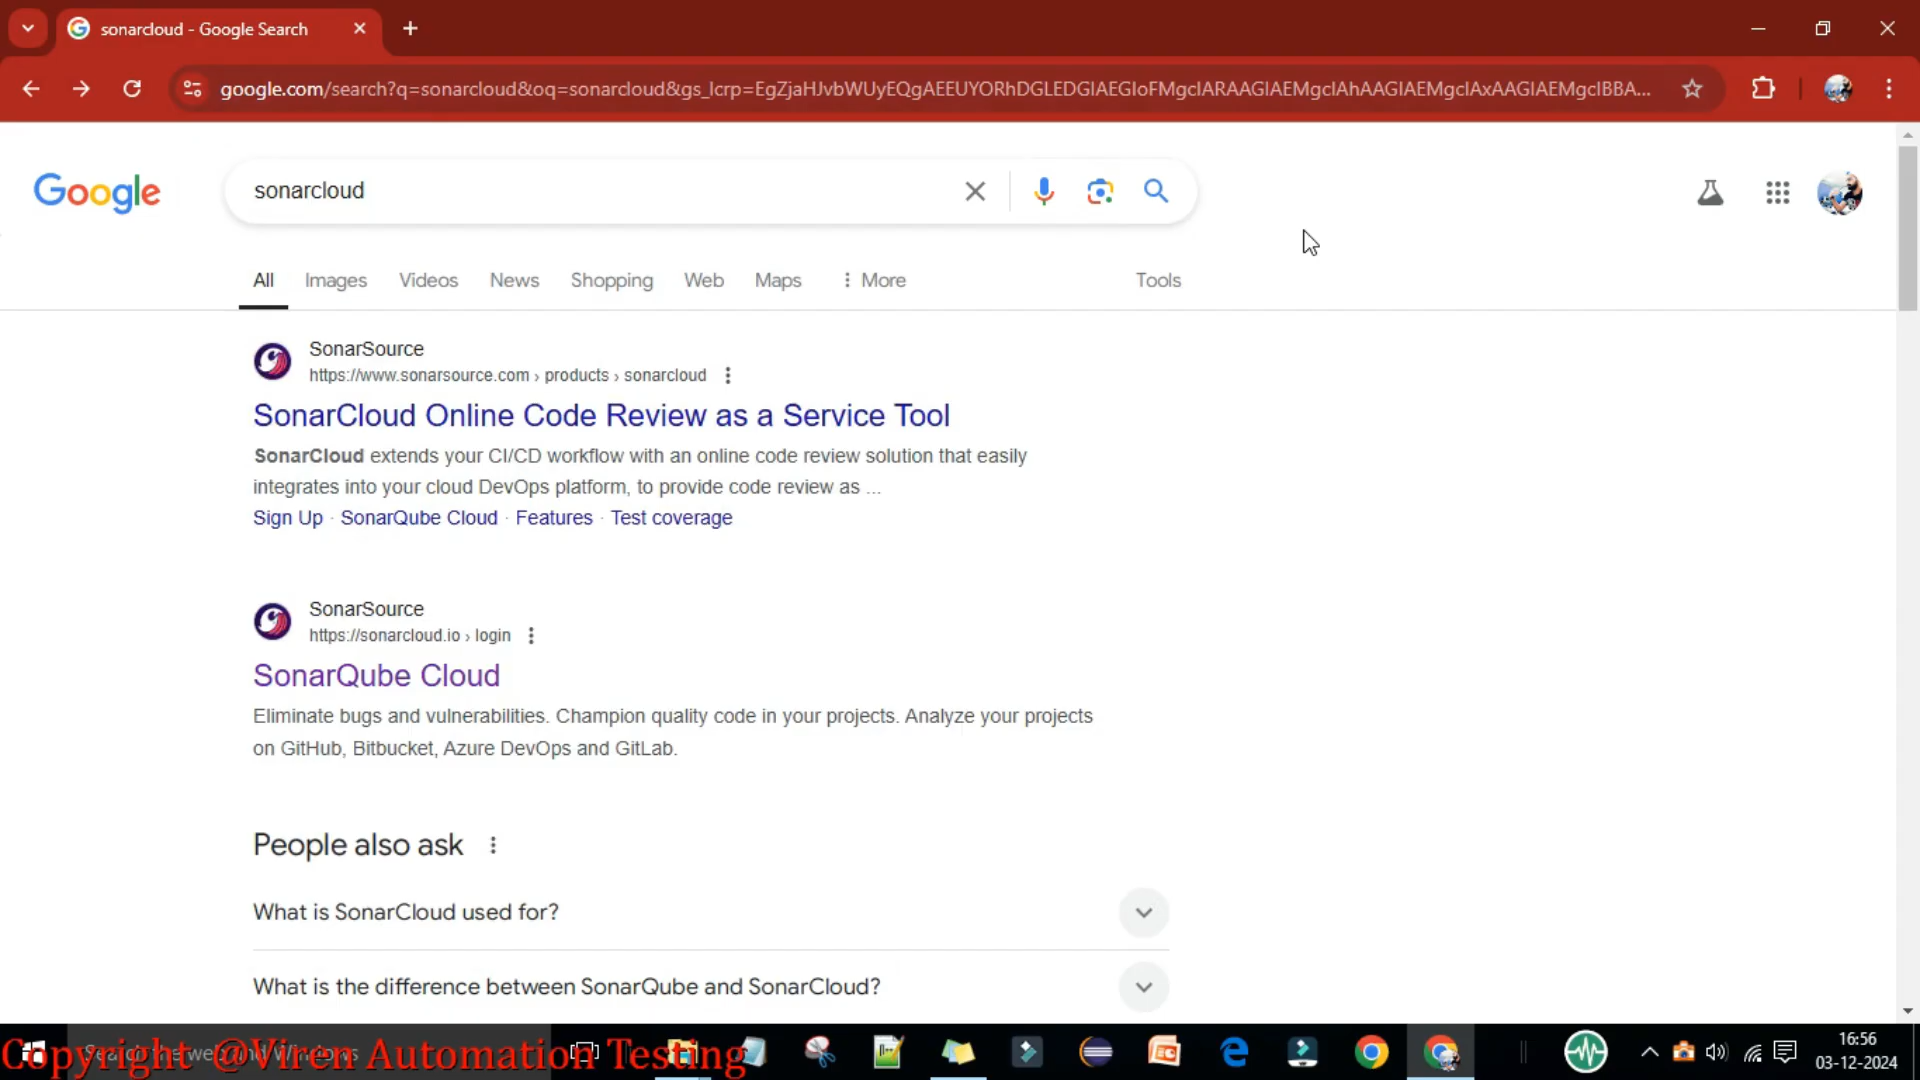 sonarcloud - Google Search
google.com/search?q=sonarcloud&oq=sonarcloud&gs_lcrp=EgZjaHJvbWUyEQgAEEUYORhDGLEDGIAEGIoFMgcIARAAGIAEMgcIAhAAGIAEMgcIAxAAGIAEMgcIBBA...
Google
sonarcloud
All Images Videos News Shopping Web Maps More Tools
SonarSource
https://www.sonarsource.com › products › sonarcloud
SonarCloud Online Code Review as a Service Tool
SonarCloud extends your CI/CD workflow with an online code review solution that easily
integrates into your cloud DevOps platform, to provide code review as ...
Sign Up · SonarQube Cloud · Features · Test coverage
SonarSource
https://sonarcloud.io › login
SonarQube Cloud
Eliminate bugs and vulnerabilities. Champion quality code in your projects. Analyze your projects
on GitHub, Bitbucket, Azure DevOps and GitLab.
People also ask
What is SonarCloud used for?
What is the difference between SonarQube and SonarCloud?
Search the web and Windows
Copyright @Viren Automation Testing
16:56
03-12-2024